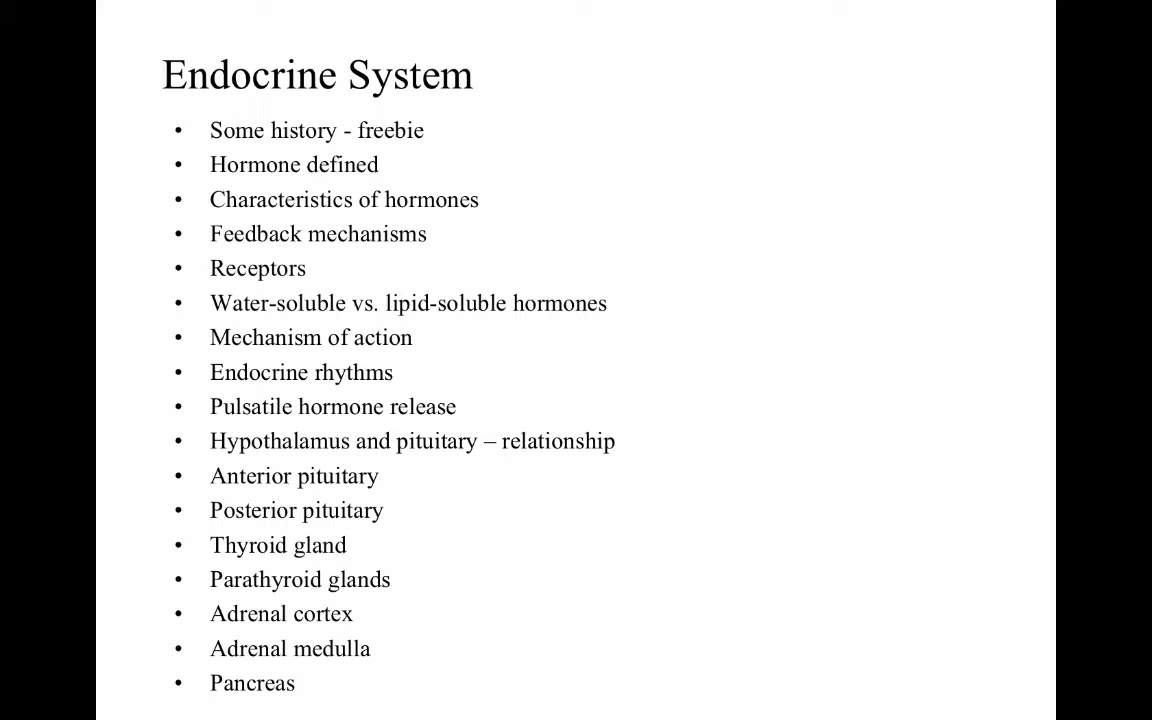 Endocrine System
• Some history - freebie
• Hormone defined
• Characteristics of hormones
• Feedback mechanisms
• Receptors
• Water-soluble vs. lipid-soluble hormones
• Mechanism of action
• Endocrine rhythms
• Pulsatile hormone release
• Hypothalamus and pituitary – relationship
• Anterior pituitary
• Posterior pituitary
• Thyroid gland
• Parathyroid glands
• Adrenal cortex
• Adrenal medulla
• Pancreas